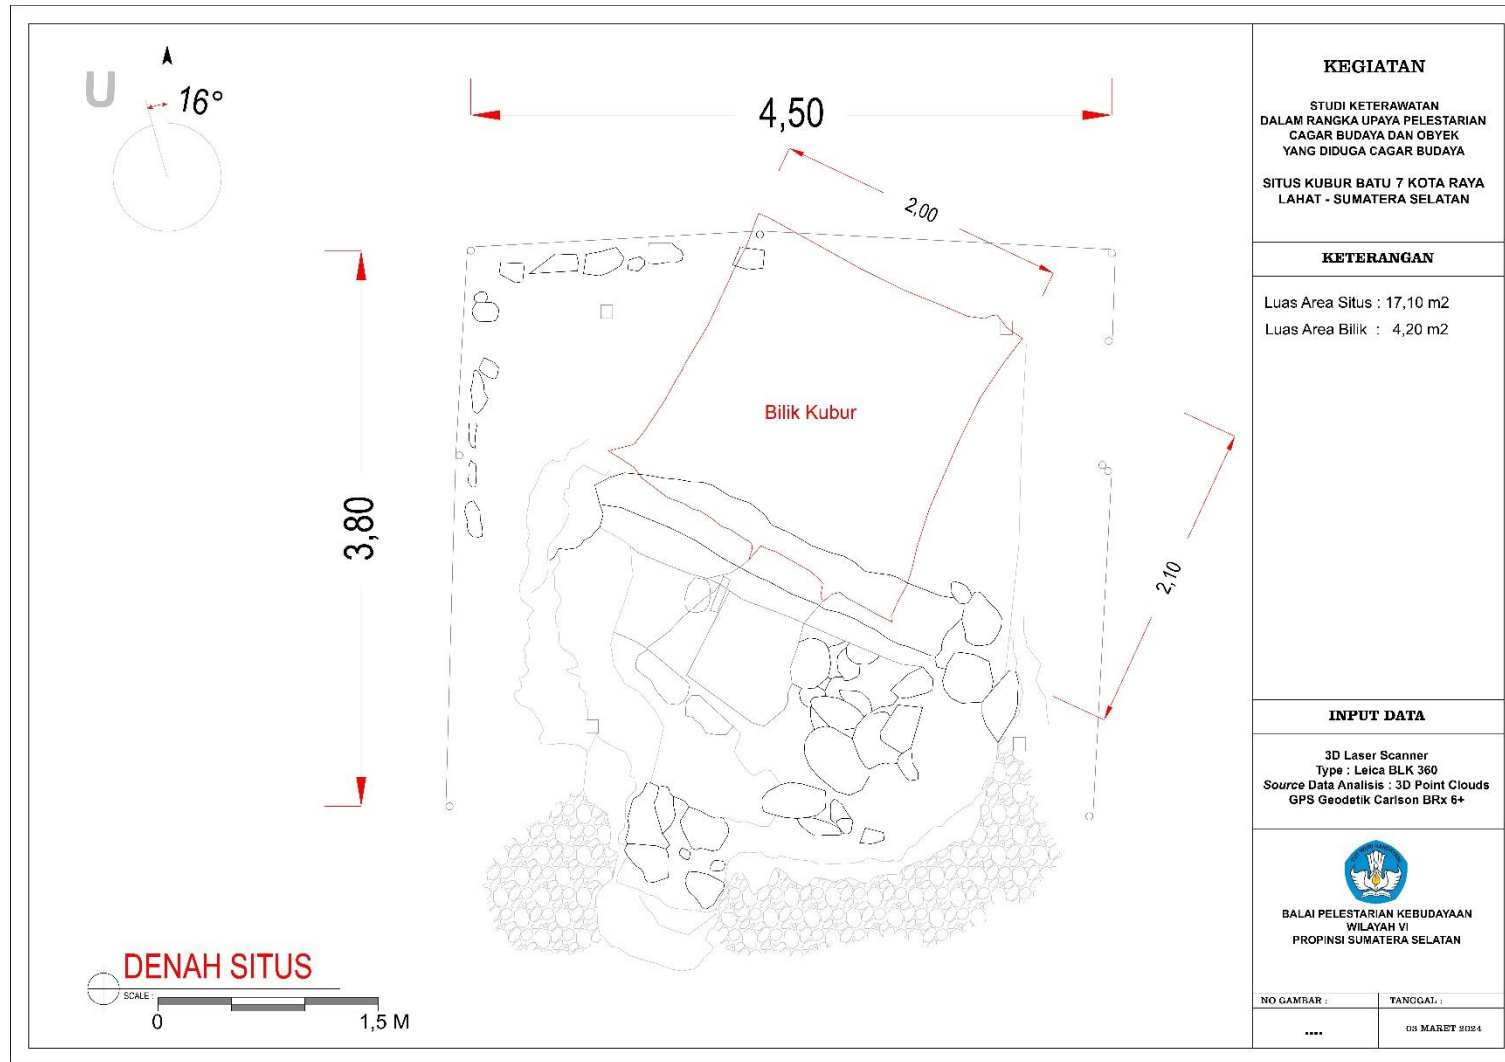 U
16°
4,50
2,00
3,80
Bilik Kubur
2,10
DENAH SITUS
SCALE :
0
1,5 M
KEGIATAN
STUDI KETERAWATAN
DALAM RANGKA UPAYA PELESTARIAN
CAGAR BUDAYA DAN OBYEK
YANG DIDUGA CAGAR BUDAYA
SITUS KUBUR BATU 7 KOTA RAYA
LAHAT - SUMATERA SELATAN
KETERANGAN
Luas Area Situs : 17,10 m2
Luas Area Bilik : 4,20 m2
INPUT DATA
3D Laser Scanner
Type : Leica BLK 360
Source Data Analisis : 3D Point Clouds
GPS Geodetik Carlson BRx 6+
BALAI PELESTARIAN KEBUDAYAAN
WILAYAH VI
PROPINSI SUMATERA SELATAN
NO GAMBAR :
TANGGAL :
....
03 MARET 2024